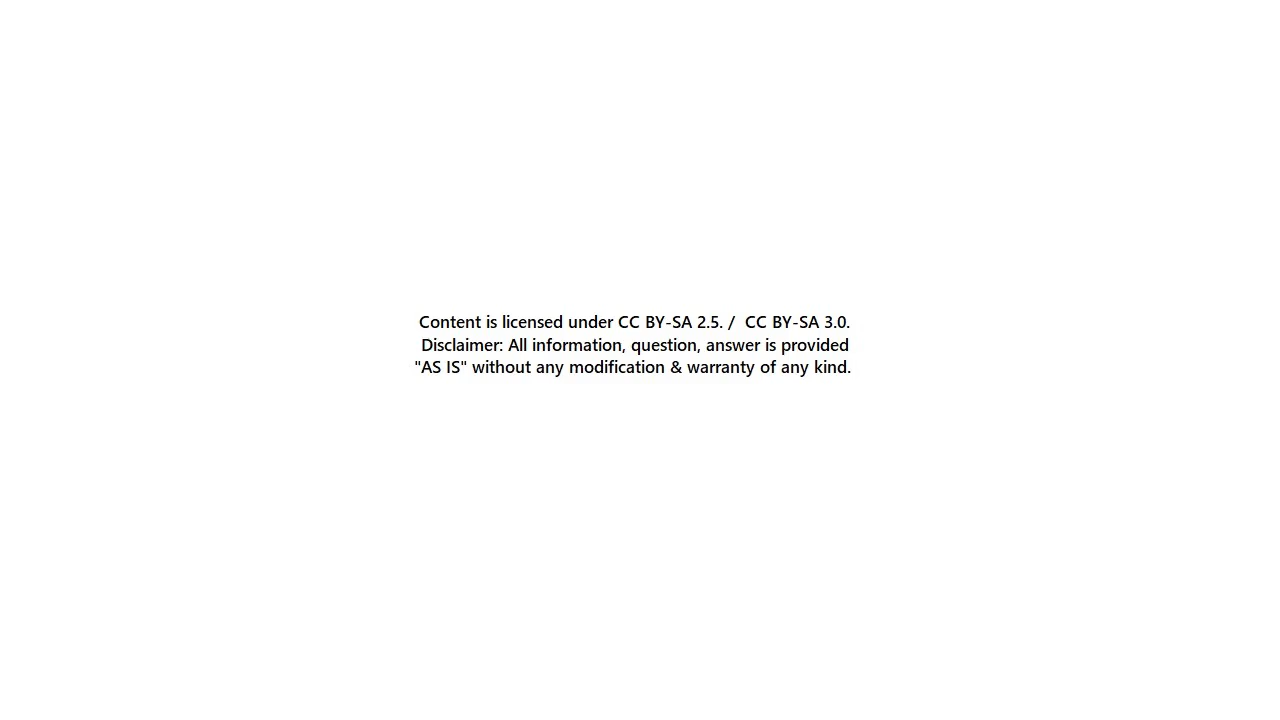 Content is licensed under CC BY-SA 2.5. /  CC BY-SA 3.0.
Disclaimer: All information, question, answer is provided
"AS IS" without any modification & warranty of any kind.